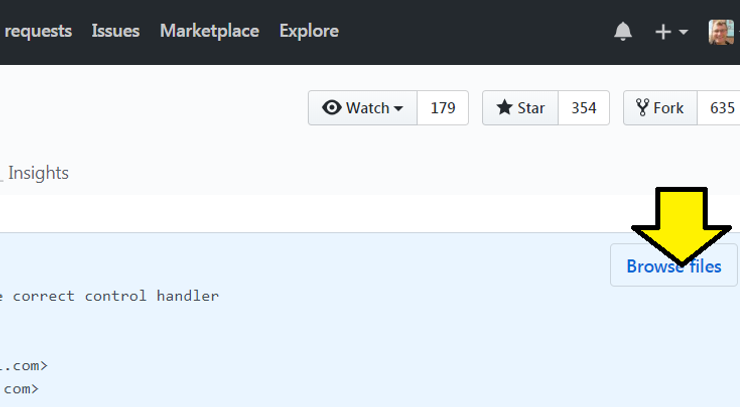 requests Issues Marketplace Explore
Watch 179 Star 354 Fork 635
Insights
Browse files
correct control handler
.com>
.com>